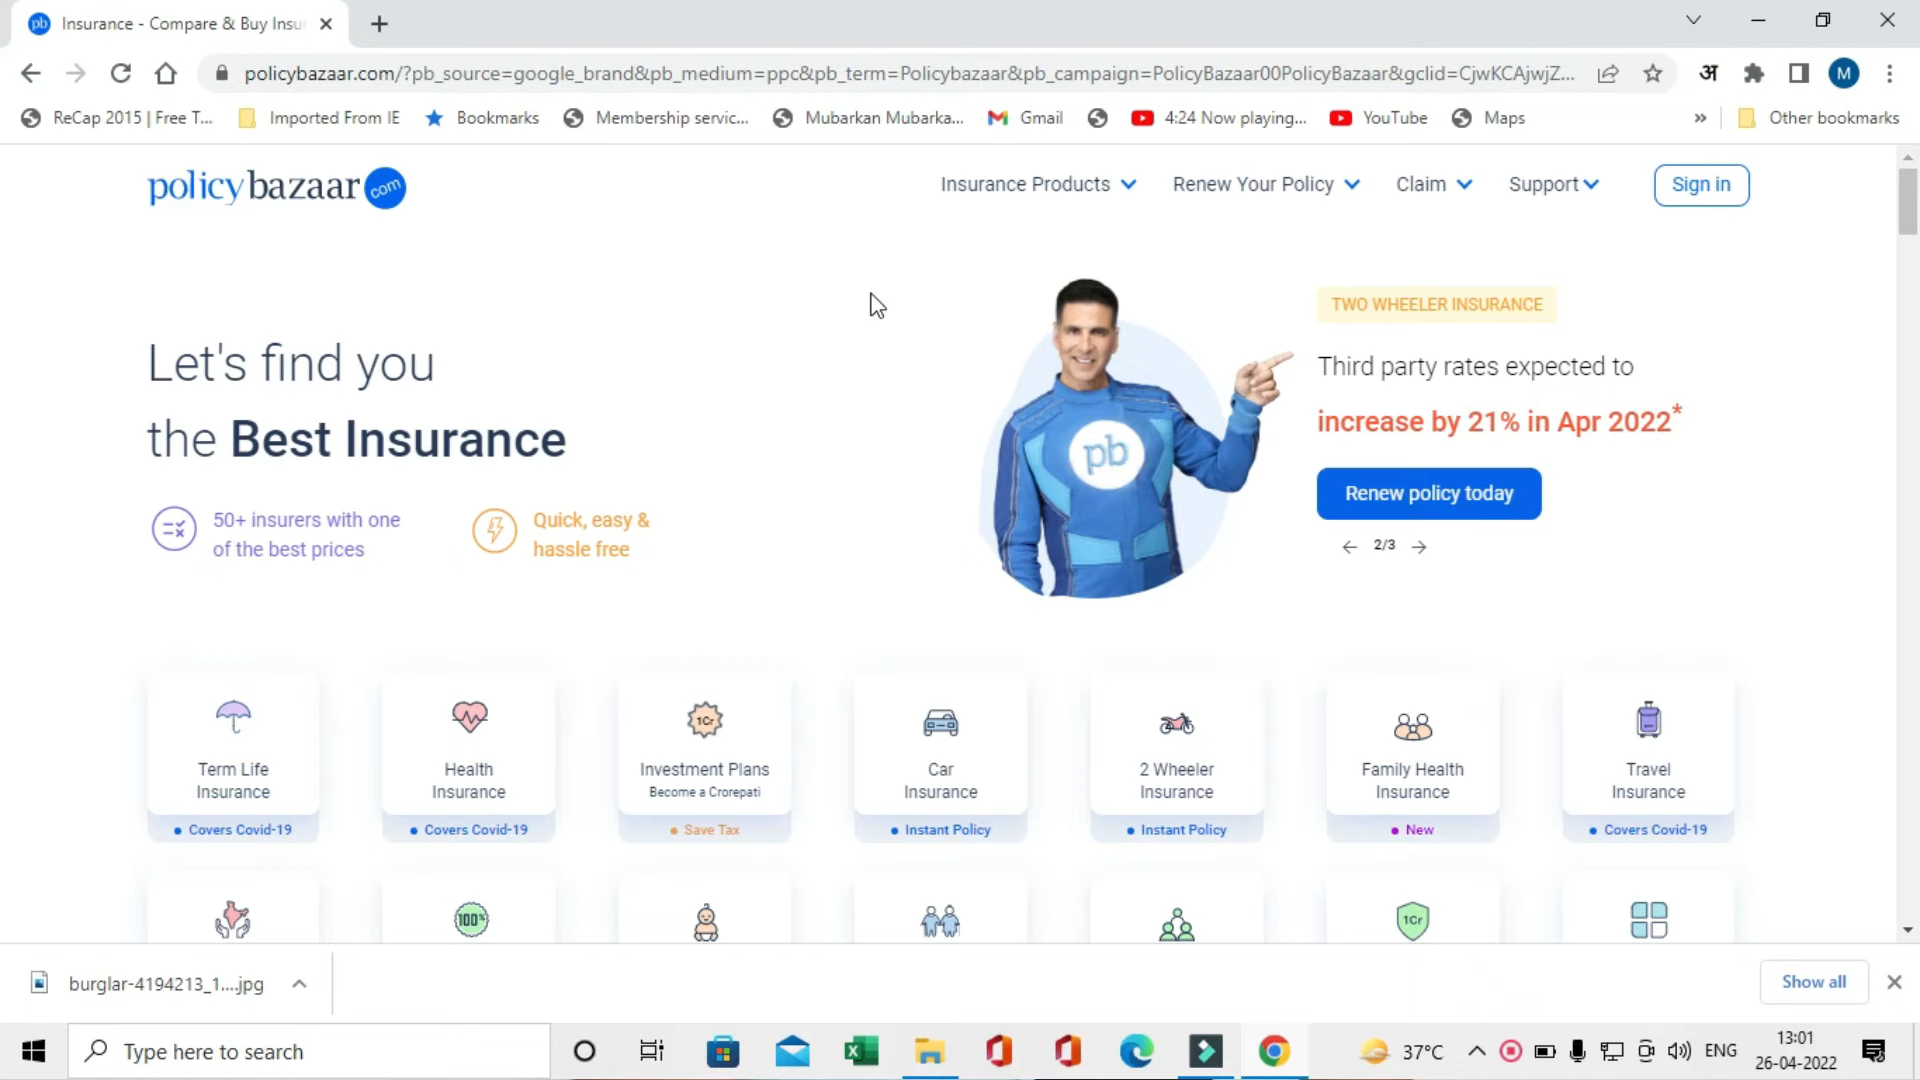 pb Insurance - Compare & Buy Insu
policybazaar.com/?pb_source=google_brand&pb_medium=ppc&pb_term=Policybazaar&pb_campaign=PolicyBazaar00PolicyBazaar&gclid=CjwKCAjwjZ...
अ
M
ReCap 2015 | Free T...
Imported From IE
Bookmarks
Membership servic...
Mubarkan Mubarka...
Gmail
4:24 Now playing...
YouTube
Maps
»
Other bookmarks
policybazaar com
Insurance Products
Renew Your Policy
Claim
Support
Sign in
TWO WHEELER INSURANCE
Let's find you
the Best Insurance
Third party rates expected to
increase by 21% in Apr 2022*
pb
Renew policy today
50+ insurers with one
of the best prices
Quick, easy &
hassle free
← 2/3 →
1Cr
Term Life
Insurance
• Covers Covid-19
Health
Insurance
• Covers Covid-19
Investment Plans
Become a Crorepati
• Save Tax
Car
Insurance
• Instant Policy
2 Wheeler
Insurance
• Instant Policy
Family Health
Insurance
• New
Travel
Insurance
• Covers Covid-19
100%
1Cr
burglar-4194213_1....jpg
Show all
Type here to search
37°C
ENG
13:01
26-04-2022